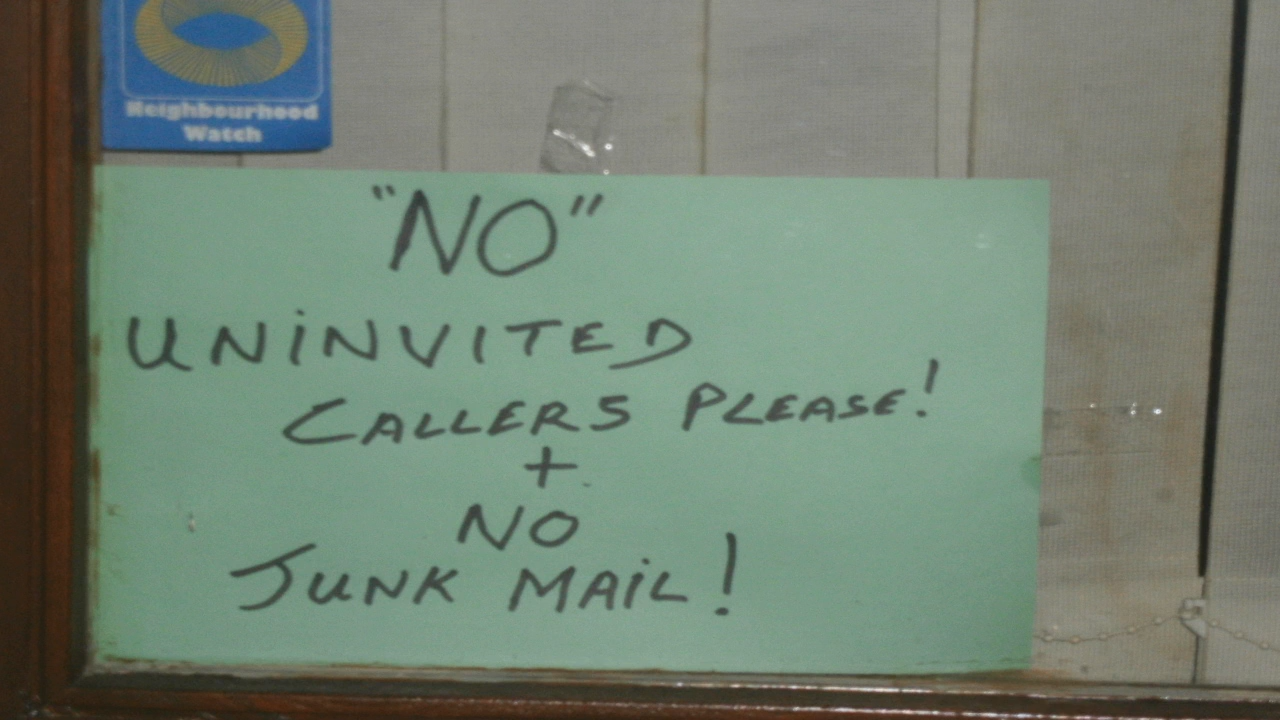 Neighbourhood
Watch
"NO"
UNINVITED
CALLERS PLEASE!
+
NO
JUNK MAIL!